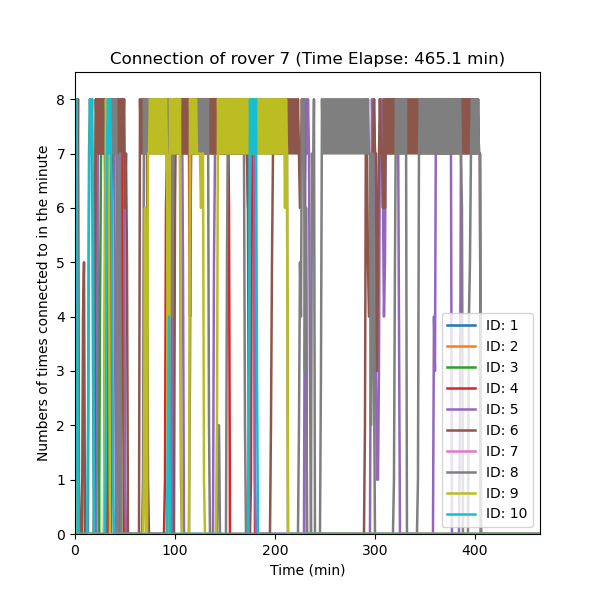 Connection of rover 7 (Time Elapse: 465.1 min)
Numbers of times connected to in the minute
8
7
6
5
4
3
2
1
0
ID: 1
ID: 2
ID: 3
ID: 4
ID: 5
ID: 6
ID: 7
ID: 8
ID: 9
ID: 10
0 100 200 300 400
Time (min)